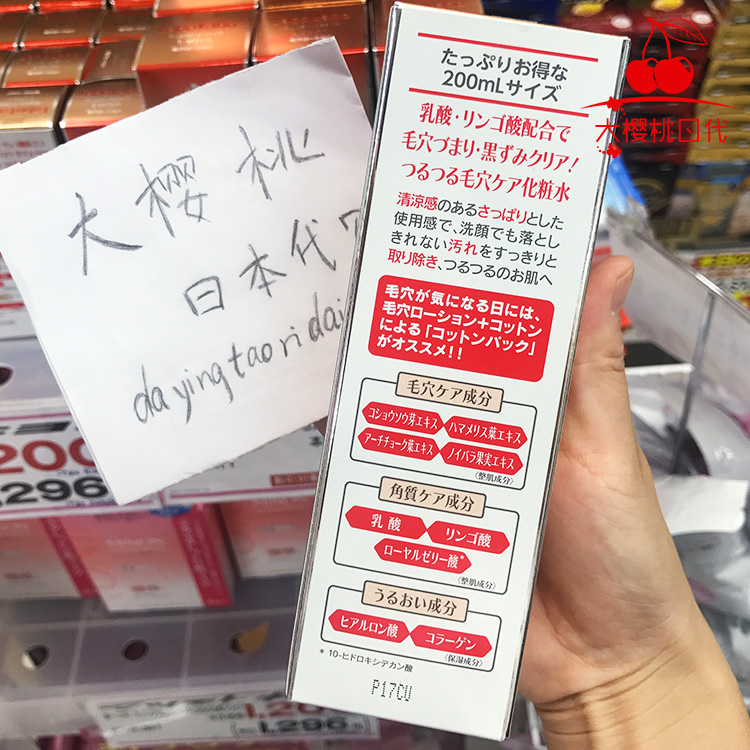 大樱桃
日本代
dayingtaoridai
大樱桃日代
たっぷりお得な
200mLサイズ
乳酸・リンゴ酸配合で
毛穴づまり・黒ずみクリア!
つるつる毛穴ケア化粧水
清涼感のあるさっぱりとした
使用感で、洗顔でも落とし
きれない汚れをすっきりと
取り除き、つるつるのお肌へ
毛穴が気になる日には、
毛穴ローション+コットン
による「コットンパック」
がオススメ!!
毛穴ケア成分
コショウソウ芽エキス ハマメリス葉エキス
アーチチョーク葉エキス ノイバラ果実エキス
(整肌成分)
角質ケア成分
乳酸 リンゴ酸
ローヤルゼリー酸*
(整肌成分)
うるおい成分
ヒアルロン酸 コラーゲン
(保湿成分)
* 10-ヒドロキシデカン酸
P17CU
1,296